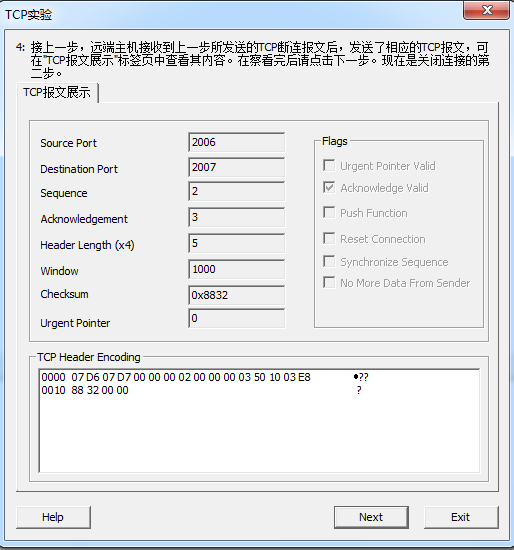 TCP实验
4: 接上一步，远端主机接收到上一步所发送的TCP断连报文后，发送了相应的TCP报文，可
在"TCP报文展示"标签页中查看其内容。在察看完后请点击下一步。现在是关闭连接的第
二步。
TCP报文展示
Source Port 2006
Destination Port 2007
Sequence 2
Acknowledgement 3
Header Length (x4) 5
Window 1000
Checksum 0x8832
Urgent Pointer 0
Flags
Urgent Pointer Valid
Acknowledge Valid
Push Function
Reset Connection
Synchronize Sequence
No More Data From Sender
TCP Header Encoding
0000 07 D6 07 D7 00 00 00 02 00 00 00 03 50 10 03 E8 •??
0010 88 32 00 00 ?
Help
Next
Exit